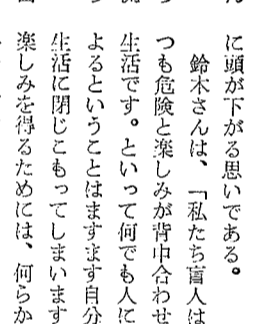 に頭が下がる思いである。
鈴木さんは、「私たち盲人は
つも危険と楽しみが背中合わせ
生活です。といって何でも人に
よるということはますます自分
生活に閉じこもってしまいます
楽しみを得るためには、何らか